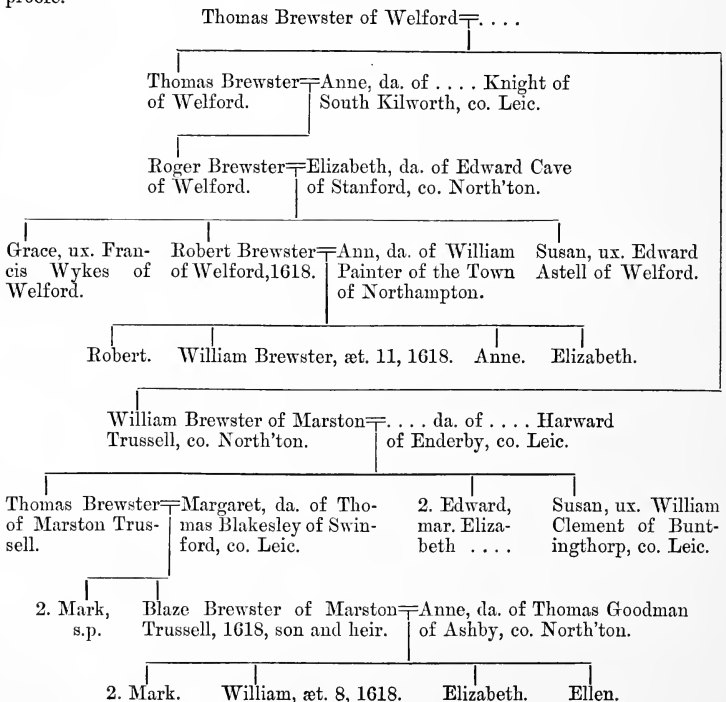 proofe.
Thomas Brewster of Welford=. . . .
Thomas Brewster=Anne, da. of . . . . Knight of
of Welford. South Kilworth, co. Leic.
Roger Brewster=Elizabeth, da. of Edward Cave
of Welford. of Stanford, co. North'ton.
Grace, ux. Fran-
cis Wykes of
Welford.
Robert Brewster=Ann, da. of William
of Welford, 1618. Painter of the Town
of Northampton.
Susan, ux. Edward
Astell of Welford.
Robert. William Brewster, æt. 11, 1618. Anne. Elizabeth.
William Brewster of Marston=. . . . da. of . . . . Harward
Trussell, co. North'ton. of Enderby, co. Leic.
Thomas Brewster=Margaret, da. of Tho-
of Marston Trus- mas Blakesley of Swin-
sell. ford, co. Leic.
2. Edward,
mar. Eliza-
beth . . . .
Susan, ux. William
Clement of Bunt-
ingthorp, co. Leic.
2. Mark,
s.p.
Blaze Brewster of Marston=Anne, da. of Thomas Goodman
Trussell, 1618, son and heir. of Ashby, co. North'ton.
2. Mark. William, æt. 8, 1618. Elizabeth. Ellen.